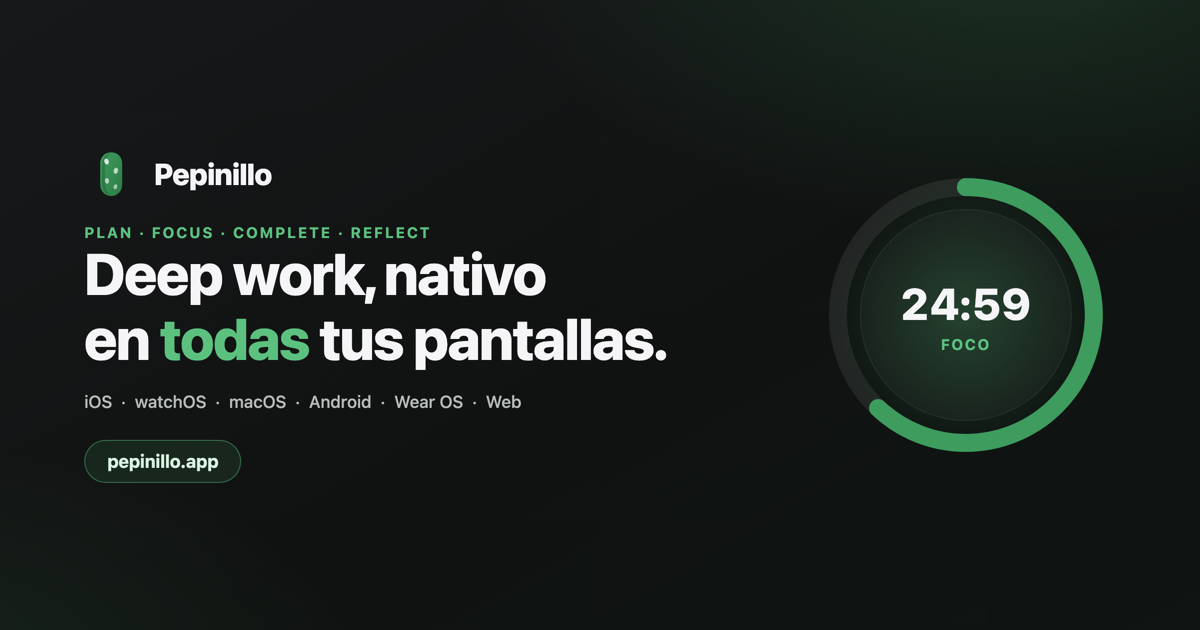 Pepinillo
PLAN · FOCUS · COMPLETE · REFLECT
Deep work, nativo
en todas tus pantallas.
iOS · watchOS · macOS · Android · Wear OS · Web
pepinillo.app
24:59
FOCO